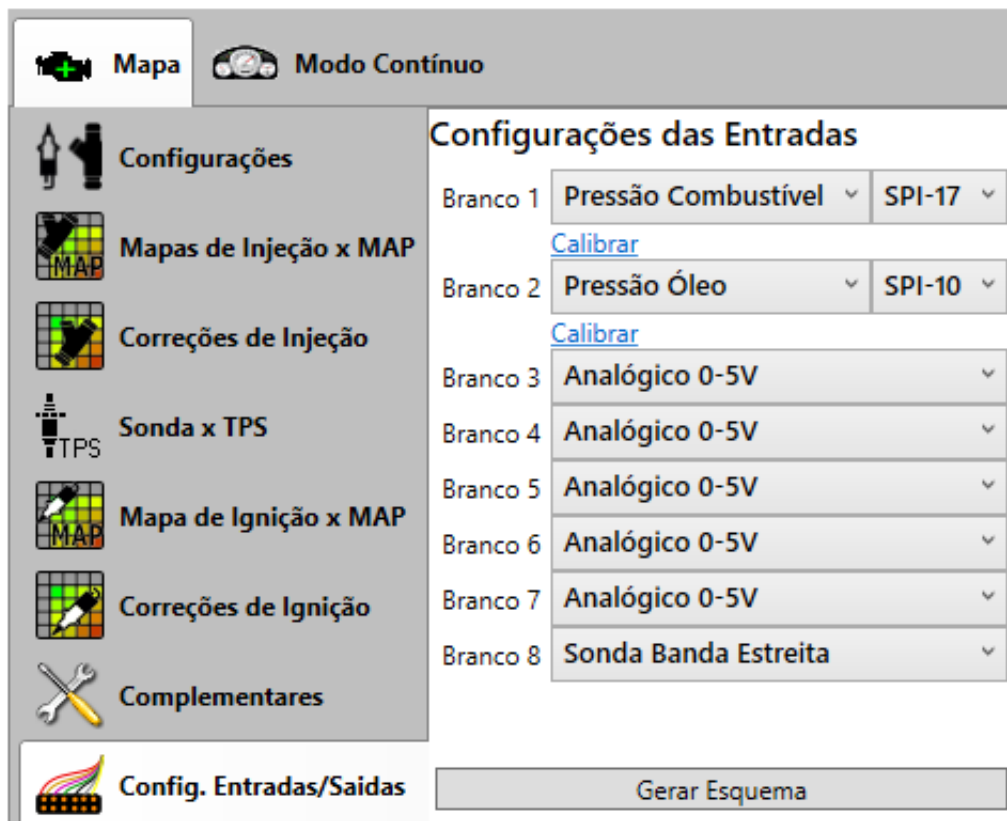 Mapa
Modo Contínuo
Configurações
Mapas de Injeção x MAP
MAP
Correções de Injeção
Sonda x TPS
TPS
Mapa de Ignição x MAP
MAP
Correções de Ignição
Complementares
Config. Entradas/Saidas
Configurações das Entradas
Branco 1 Pressão Combustível SPI-17
Calibrar
Branco 2 Pressão Óleo SPI-10
Calibrar
Branco 3 Analógico 0-5V
Branco 4 Analógico 0-5V
Branco 5 Analógico 0-5V
Branco 6 Analógico 0-5V
Branco 7 Analógico 0-5V
Branco 8 Sonda Banda Estreita
Gerar Esquema